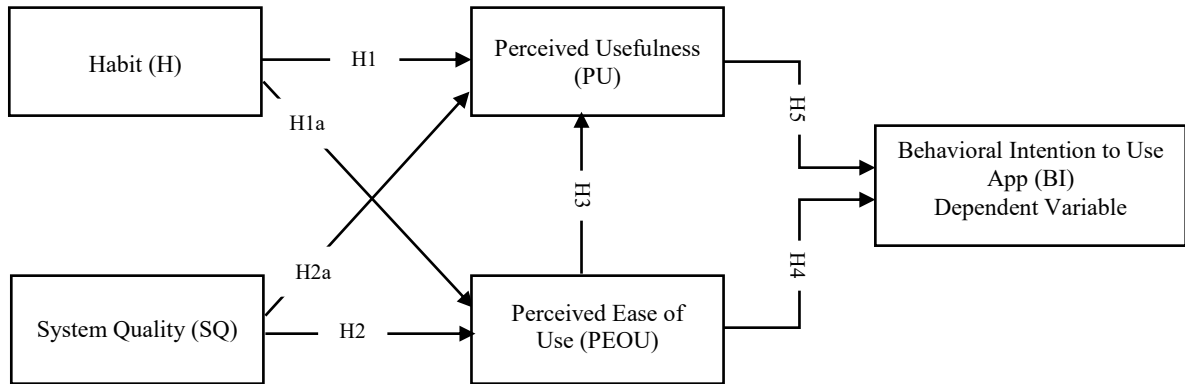 Habit (H)
H1
Perceived Usefulness
(PU)
H1a
H5
Behavioral Intention to Use
App (BI)
Dependent Variable
H3
H2a
H4
System Quality (SQ)
H2
Perceived Ease of
Use (PEOU)